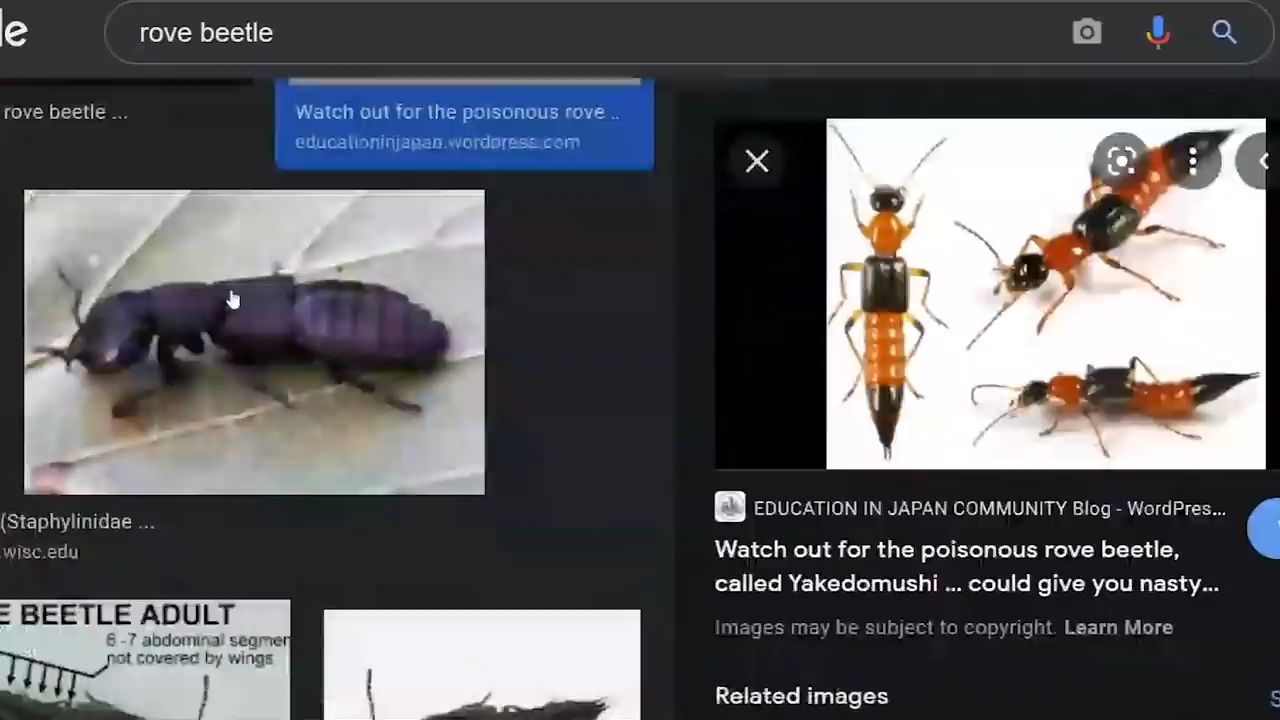 le
rove beetle
rove beetle ...
Watch out for the poisonous rove ..
educationinjapan.wordpress.com
(Staphylinidae ...
.wisc.edu
E BEETLE ADULT
6 -7 abdominal segmen
not covered by wings
EDUCATION IN JAPAN COMMUNITY Blog - WordPres...
Watch out for the poisonous rove beetle,
called Yakedomushi ... could give you nasty...
Images may be subject to copyright. Learn More
Related images
S